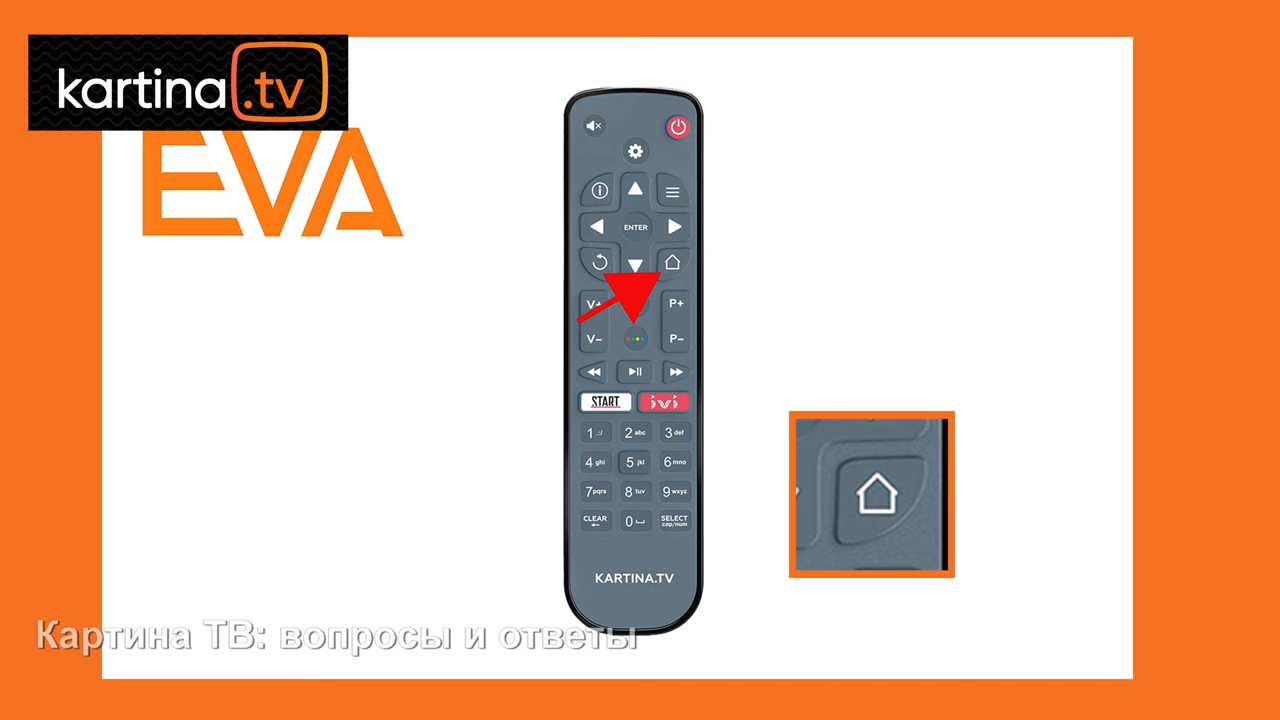 kartina.tv
EVA
ENTER
V+
P+
V–
P–
START
ivi
1 .:/
2 abc
3 def
4 ghi
5 jkl
6 mno
7 pqrs
8 tuv
9 wxyz
CLEAR
0
SELECT
cap/num
KARTINA.TV
Картина ТВ: вопросы и ответы